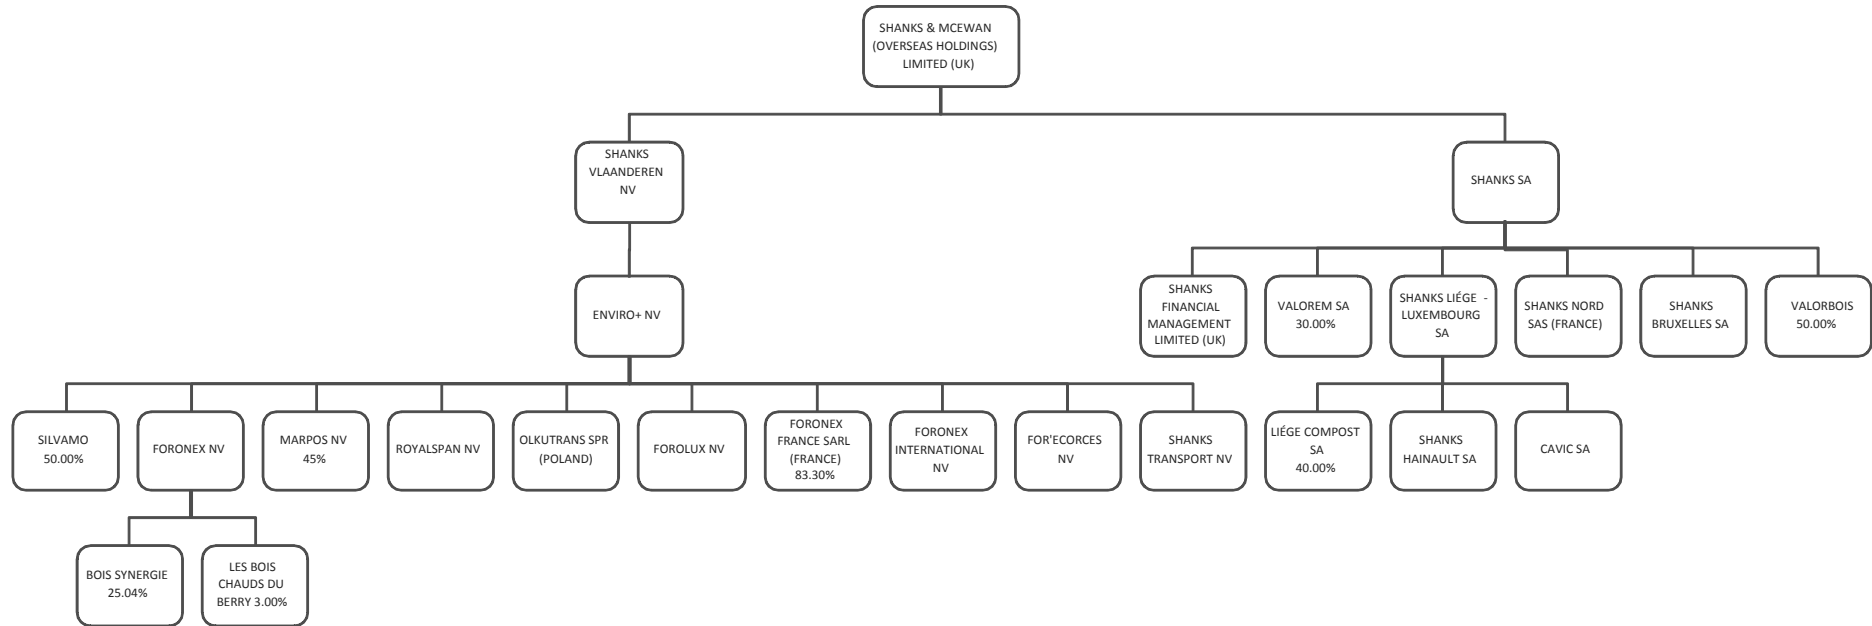 SHANKS & MCEWAN
(OVERSEAS HOLDINGS)
LIMITED (UK)
SHANKS
VLAANDEREN
NV
SHANKS SA
ENVIRO+ NV
SHANKS
FINANCIAL
MANAGEMENT
LIMITED (UK)
VALOREM SA
30.00%
SHANKS LIÉGE -
LUXEMBOURG
SA
SHANKS NORD
SAS (FRANCE)
SHANKS
BRUXELLES SA
VALORBOIS
50.00%
SILVAMO
50.00%
FORONEX NV
MARPOS NV
45%
ROYALSPAN NV
OLKUTRANS SPR
(POLAND)
FOROLUX NV
FORONEX
FRANCE SARL
(FRANCE)
83.30%
FORONEX
INTERNATIONAL
NV
FOR'ECORCES
NV
SHANKS
TRANSPORT NV
LIÉGE COMPOST
SA
40.00%
SHANKS
HAINAULT SA
CAVIC SA
BOIS SYNERGIE
25.04%
LES BOIS
CHAUDS DU
BERRY 3.00%